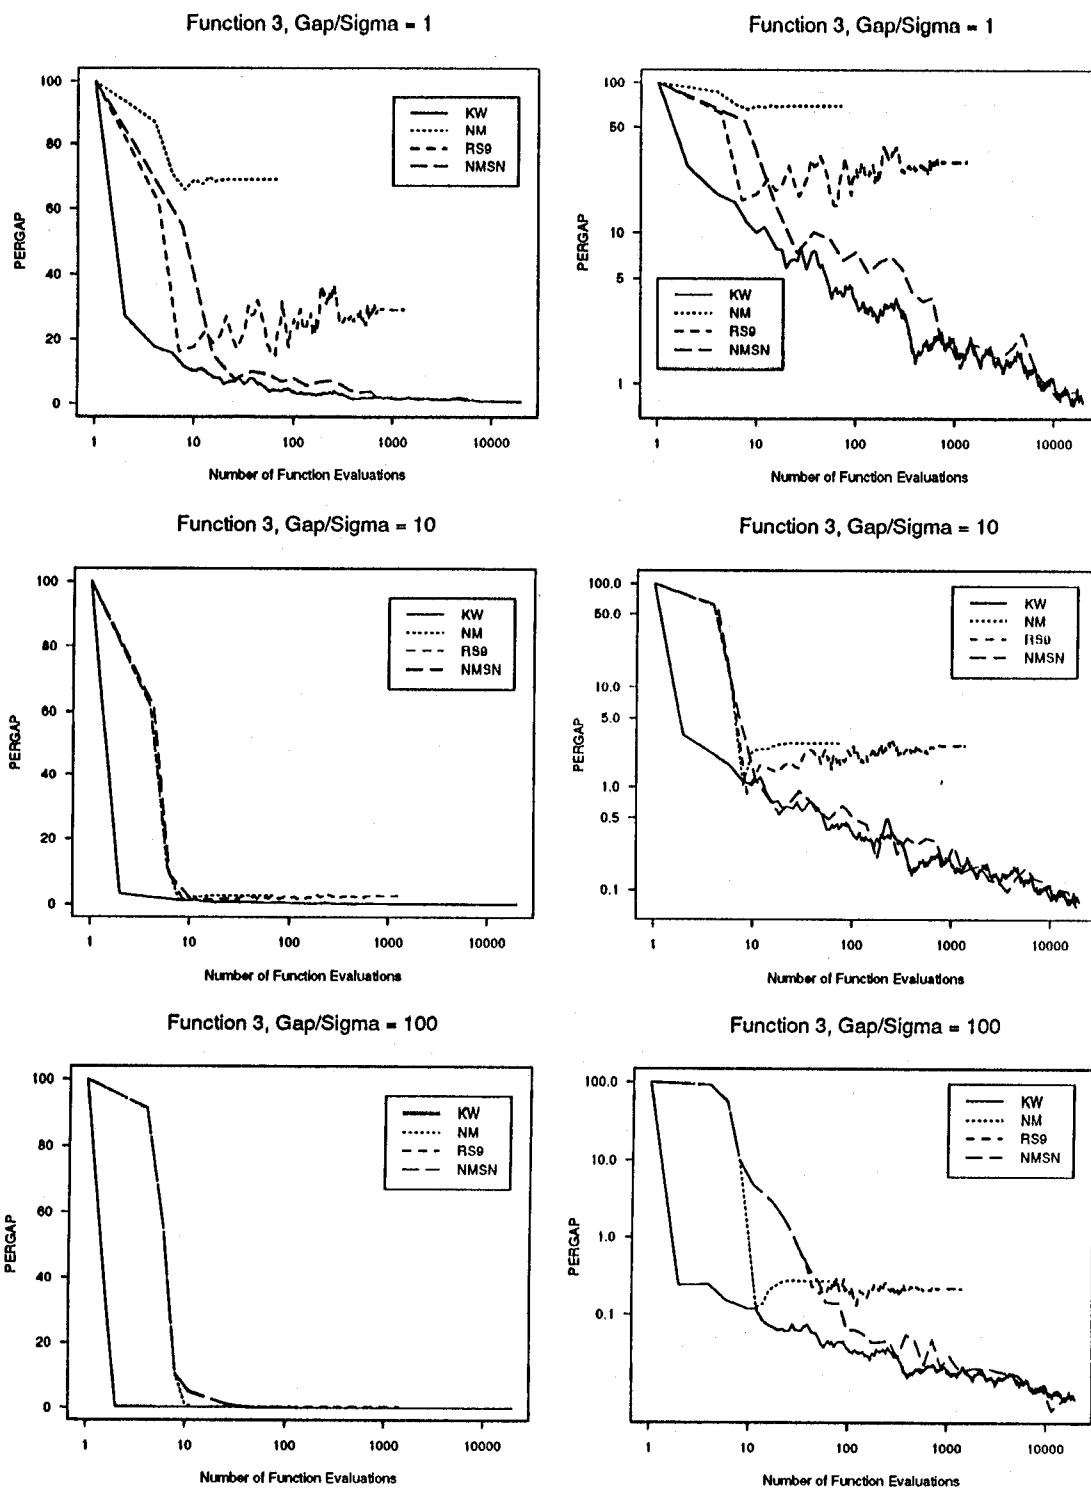 Function 3, Gap/Sigma = 1
100
80
60
40
20
0
PERGAP
KW
NM
RS9
NMSN
1
10
100
1000
10000
Number of Function Evaluations
Function 3, Gap/Sigma = 1
100
50
10
5
1
PERGAP
KW
NM
RS9
NMSN
1
10
100
1000
10000
Number of Function Evaluations
Function 3, Gap/Sigma = 10
100
80
60
40
20
0
PERGAP
KW
NM
RS9
NMSN
1
10
100
1000
10000
Number of Function Evaluations
Function 3, Gap/Sigma = 10
100.0
50.0
10.0
5.0
1.0
0.5
0.1
PERGAP
KW
NM
RS9
NMSN
1
10
100
1000
10000
Number of Function Evaluations
Function 3, Gap/Sigma = 100
100
80
60
40
20
0
PERGAP
KW
NM
RS9
NMSN
1
10
100
1000
10000
Number of Function Evaluations
Function 3, Gap/Sigma = 100
100.0
10.0
1.0
0.1
PERGAP
KW
NM
RS9
NMSN
1
10
100
1000
10000
Number of Function Evaluations